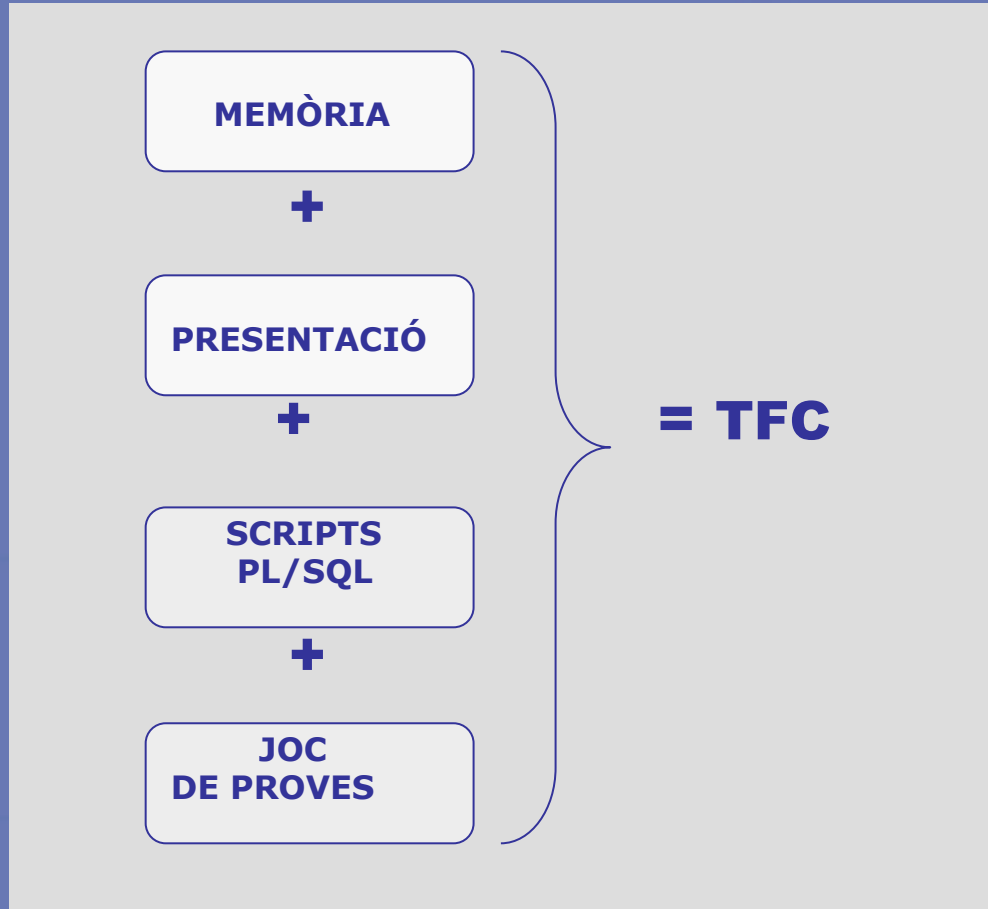 MEMÒRIA
+
PRESENTACIÓ
+
SCRIPTS
PL/SQL
+
JOC
DE PROVES
= TFC